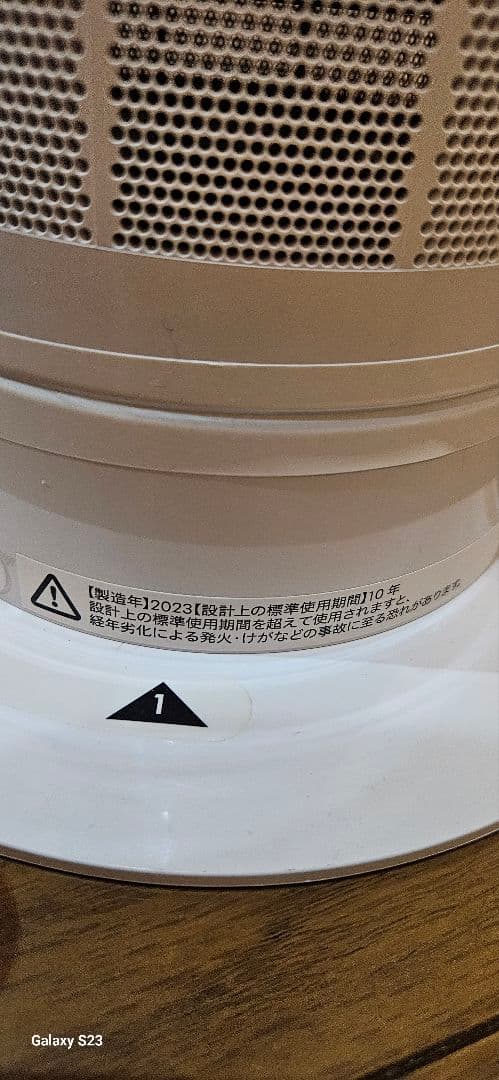 【製造年】2023【設計上の標準使用期間】10 年
設計上の標準使用期間を超えて使用されますと、
経年劣化による発火・けがなどの事故に至る恐れがあります。
1
Galaxy S23